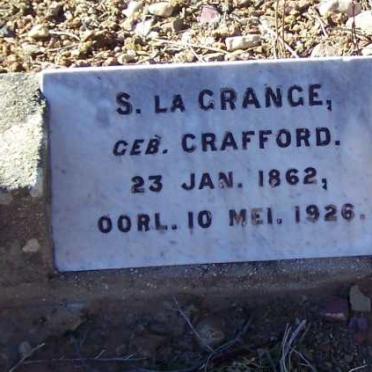 S. LA GRANGE,
GEB. CRAFFORD.
23 JAN. 1862,
OORL. 10 MEI. 1926.